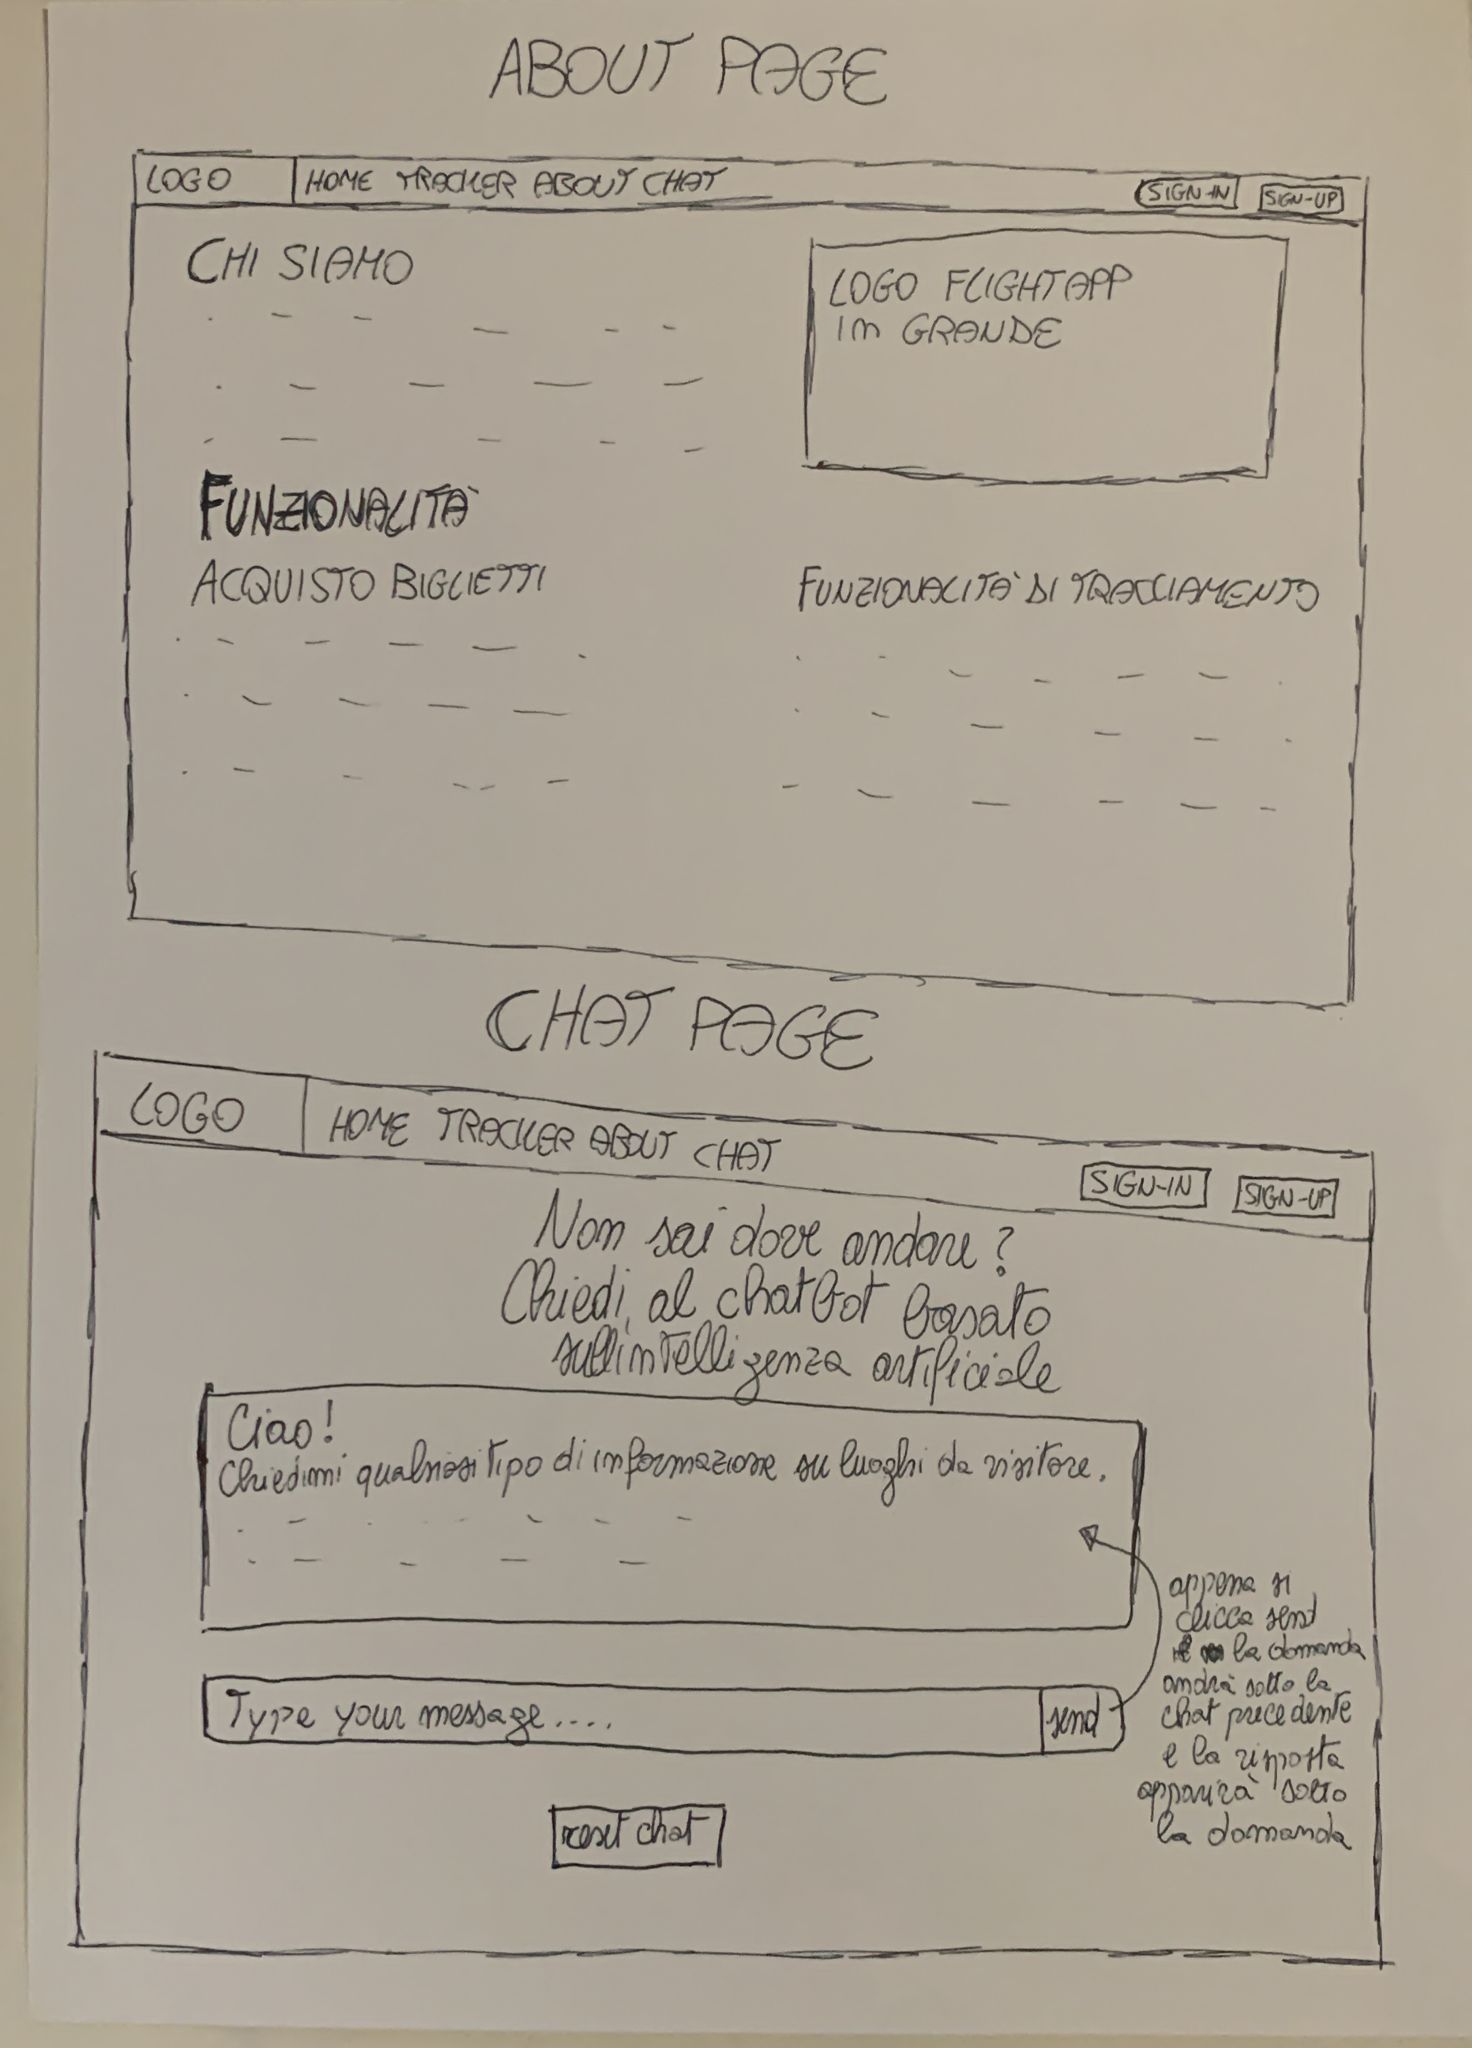 ABOUT PAGE
LOGO HOME TRACKER ABOUT CHAT SIGN-IN SIGN-UP
CHI SIAMO
LOGO FLIGHTAPP
IN GRANDE
FUNZIONALITÀ
ACQUISTO BIGLIETTI
FUNZIONALITÀ DI TRACCIAMENTO
CHAT PAGE
LOGO HOME TRACKER ABOUT CHAT SIGN-IN SIGN-UP
Non sai dove andare?
Chiedi al chatbot basato
sull'intelligenza artificiale
Ciao!
Chiedimi qualsiasi tipo di informazione su luoghi da visitare.
Type your message.... send
appena si
clicca send
la domanda
andrà sotto la
chat precedente
e la risposta
apparirà sotto
la domanda
reset chat